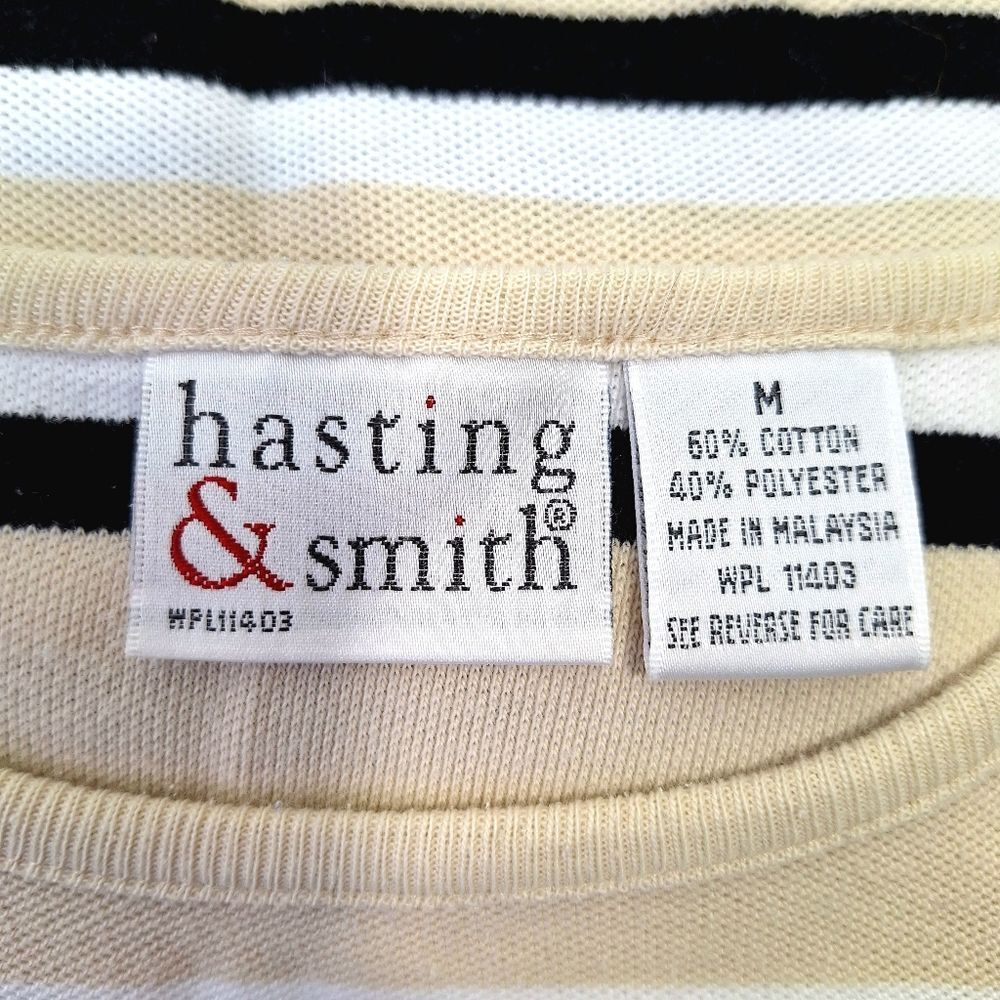 hasting
& smith®
WPL11403
M
60% COTTON
40% POLYESTER
MADE IN MALAYSIA
WPL 11403
SEE REVERSE FOR CARE